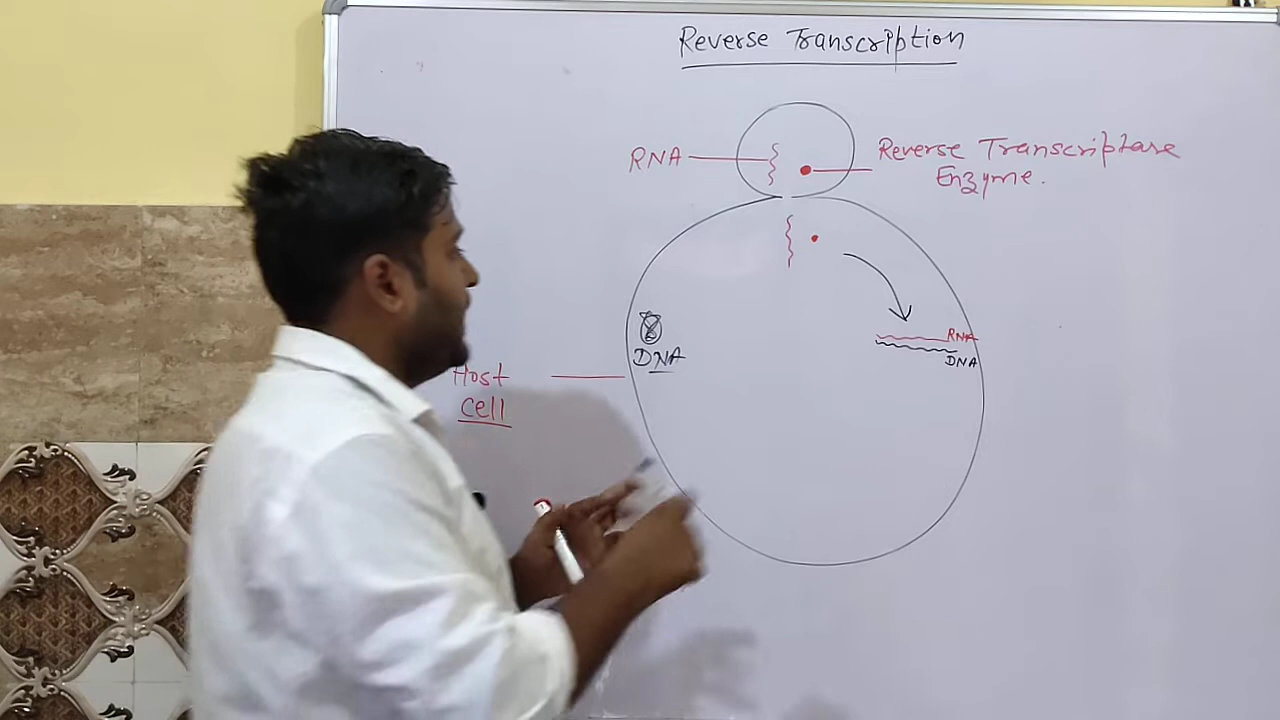 Reverse Transcription
RNA
Reverse Transcriptase
Enzyme.
RNA
DNA
DNA
Host
cell